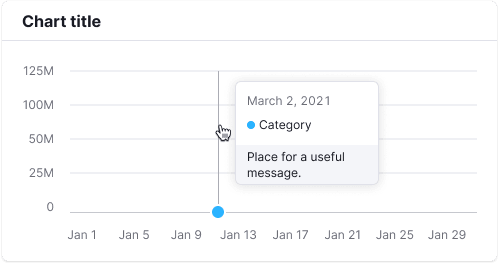 Chart title
125M
100M
50M
25M
0
March 2, 2021
Category
Place for a useful
message.
Jan 1 Jan 5 Jan 9 Jan 13 Jan 17 Jan 21 Jan 25 Jan 29